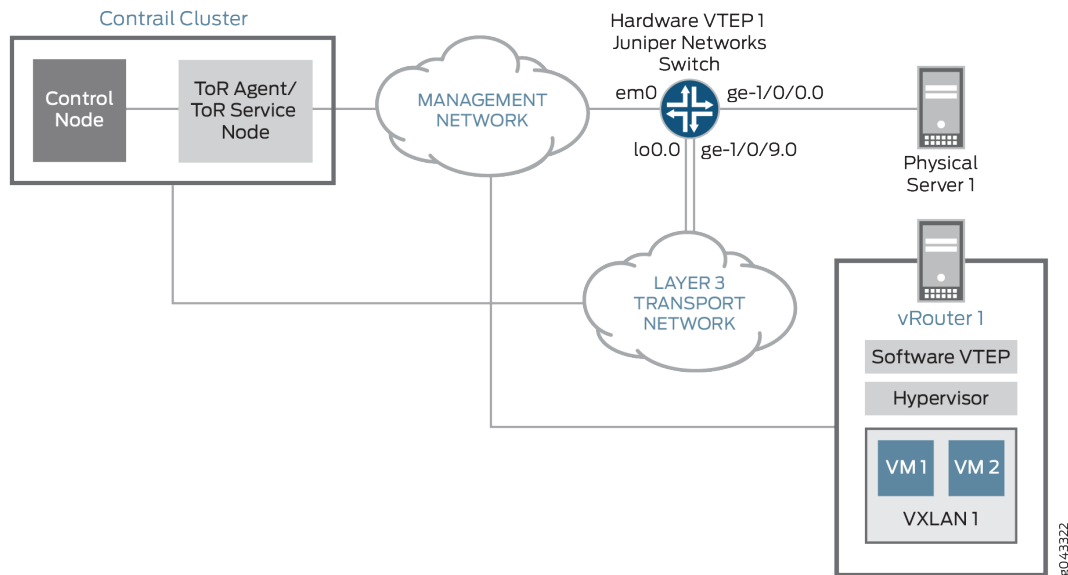 Contrail Cluster
Control
Node
ToR Agent/
ToR Service
Node
MANAGEMENT
NETWORK
Hardware VTEP 1
Juniper Networks
Switch
em0
ge-1/0/0.0
lo0.0
ge-1/0/9.0
Physical
Server 1
LAYER 3
TRANSPORT
NETWORK
vRouter 1
Software VTEP
Hypervisor
VM 1
VM 2
VXLAN 1
g043322